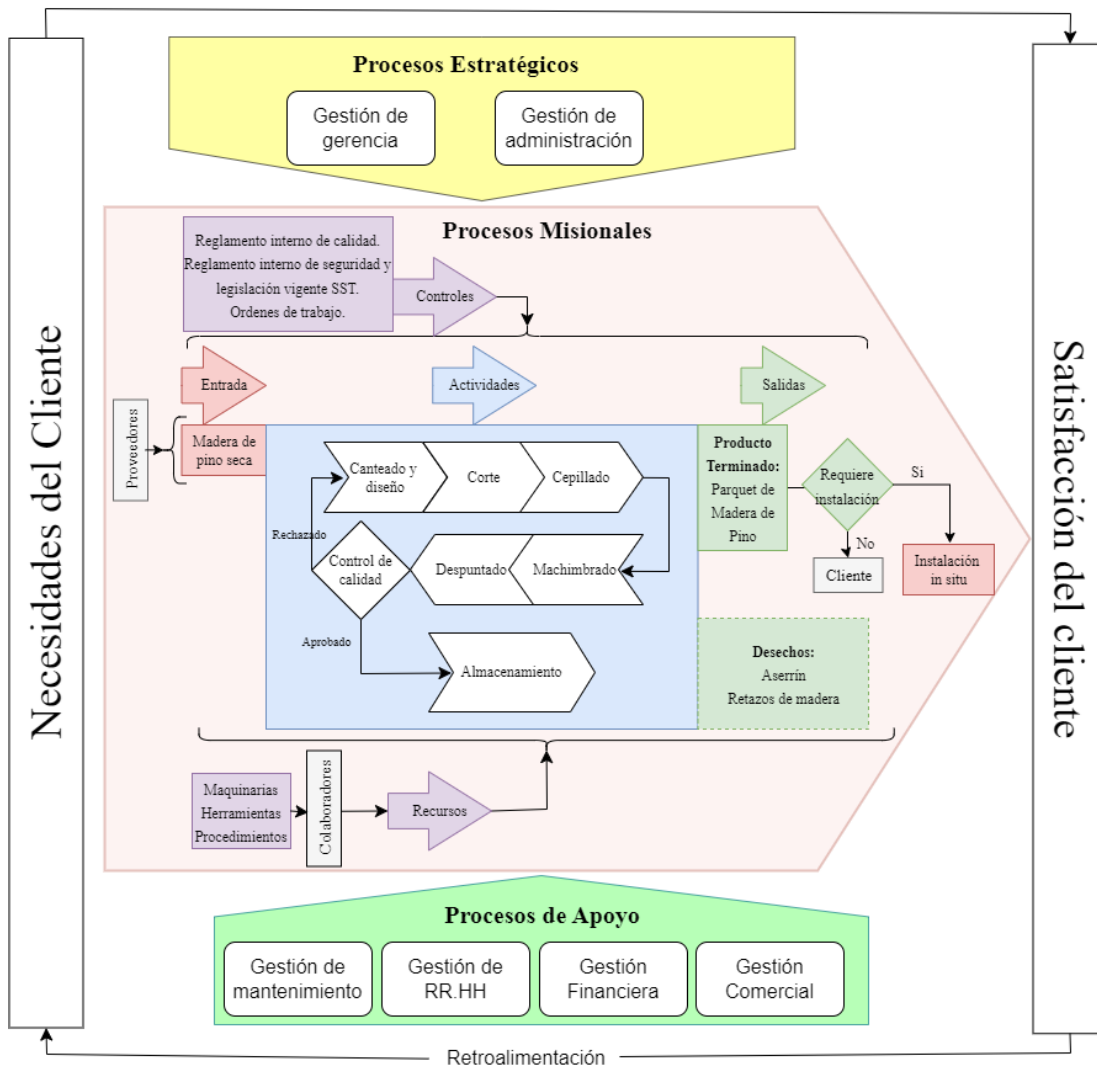 Procesos Estratégicos
Gestión de
gerencia
Gestión de
administración
Necesidades del Cliente
Procesos Misionales
Reglamento interno de calidad.
Reglamento interno de seguridad y
legislación vigente SST.
Ordenes de trabajo.
Controles
Entrada
Actividades
Salidas
Proveedores
Madera de
pino seca
Canteado y
diseño
Corte
Cepillado
Rechazado
Control de
calidad
Despuntado
Machimbrado
Aprobado
Almacenamiento
Producto
Terminado:
Parquet de
Madera de
Pino
Requiere
instalación
Si
No
Cliente
Instalación
in situ
Desechos:
Aserrín
Retazos de madera
Maquinarias
Herramientas
Procedimientos
Colaboradores
Recursos
Satisfacción del cliente
Procesos de Apoyo
Gestión de
mantenimiento
Gestión de
RR.HH
Gestión
Financiera
Gestión
Comercial
Retroalimentación